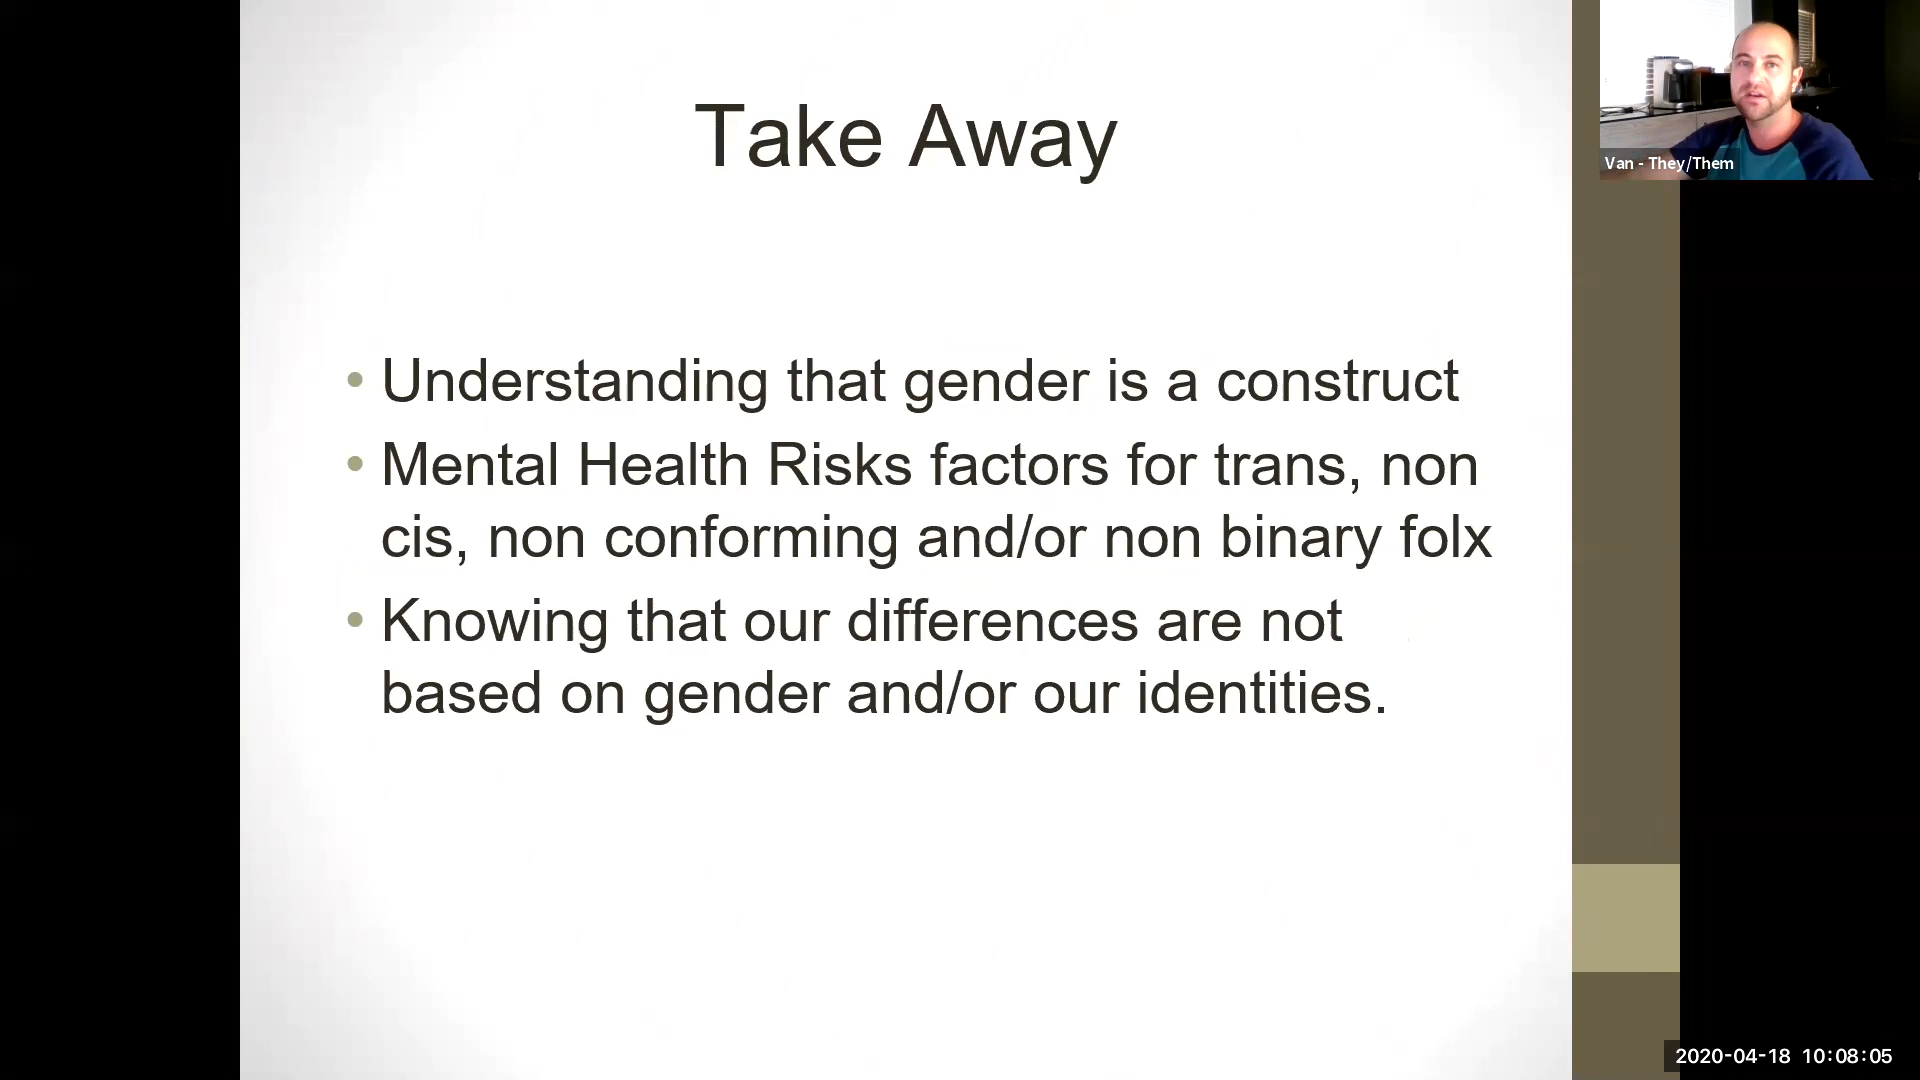 Take Away
Van - They/Them
• Understanding that gender is a construct
• Mental Health Risks factors for trans, non
cis, non conforming and/or non binary folx
• Knowing that our differences are not
based on gender and/or our identities.
2020-04-18 10:08:05